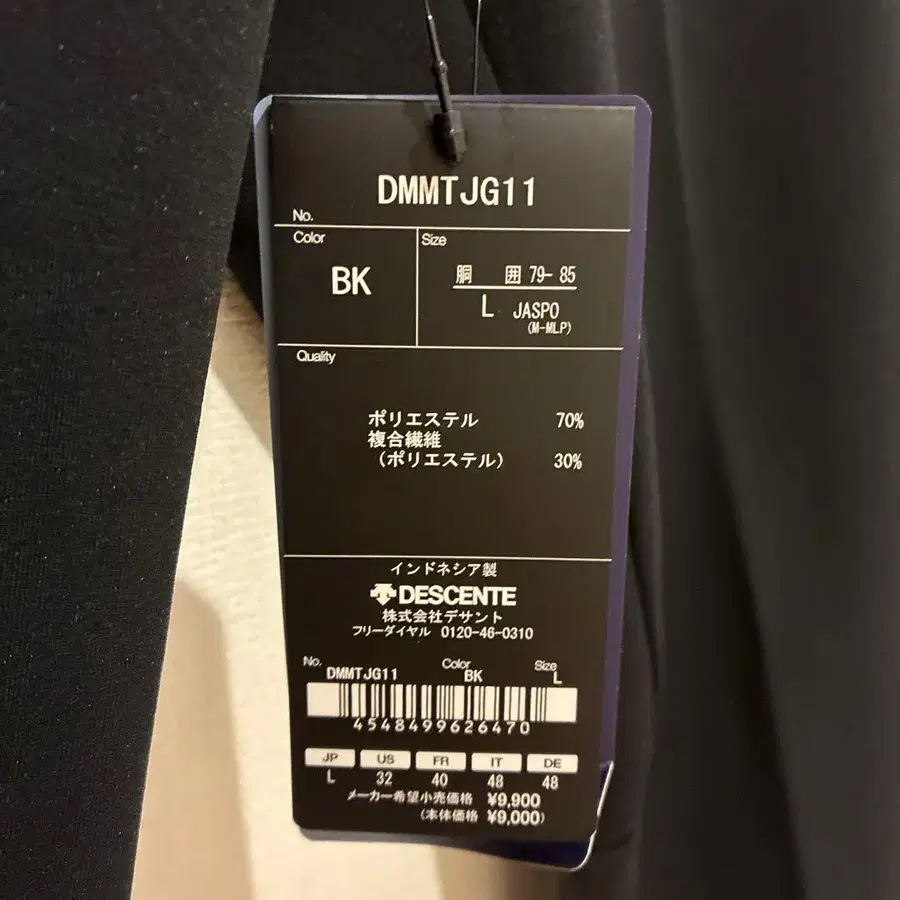 DMMTJG11
No.
Color
BK
Size
胴 囲 79-85
L JASPO
(M-MLP)
Quality
ポリエステル 70%
複合繊維
(ポリエステル) 30%
インドネシア製
DESCENTE
株式会社デサント
フリーダイヤル 0120-46-0310
No. Color Size
DMMTJG11 BK L
4548499626470
JP US FR IT DE
L 32 40 48 48
メーカー希望小売価格 ¥9,900
(本体価格 ¥9,000)